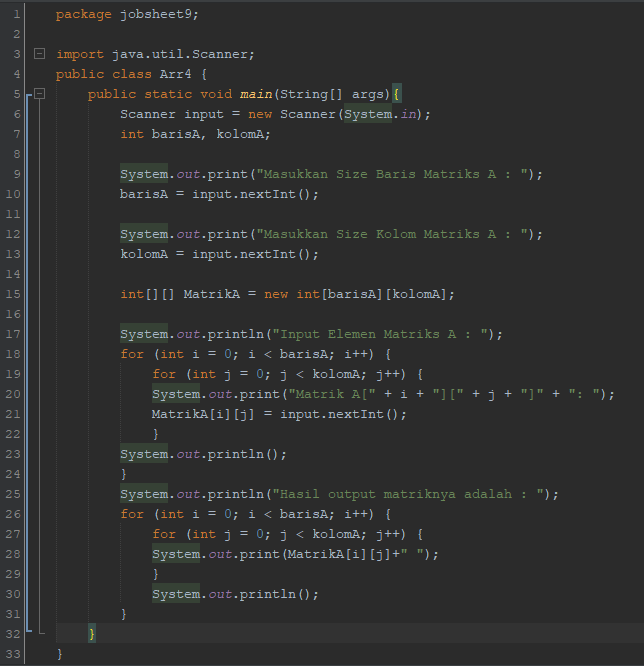 1 package jobsheet9;
2
3 import java.util.Scanner;
4 public class Arr4 {
5     public static void main(String[] args){
6         Scanner input = new Scanner(System.in);
7         int barisA, kolomA;
8
9         System.out.print("Masukkan Size Baris Matriks A : ");
10         barisA = input.nextInt();
11
12         System.out.print("Masukkan Size Kolom Matriks A : ");
13         kolomA = input.nextInt();
14
15         int[][] MatrikA = new int[barisA][kolomA];
16
17         System.out.println("Input Elemen Matriks A : ");
18         for (int i = 0; i < barisA; i++) {
19             for (int j = 0; j < kolomA; j++) {
20             System.out.print("Matrik A[" + i + "][" + j + "]" + ": ");
21             MatrikA[i][j] = input.nextInt();
22             }
23         System.out.println();
24         }
25         System.out.println("Hasil output matriknya adalah : ");
26         for (int i = 0; i < barisA; i++) {
27             for (int j = 0; j < kolomA; j++) {
28             System.out.print(MatrikA[i][j]+" ");
29             }
30             System.out.println();
31         }
32     }
33 }